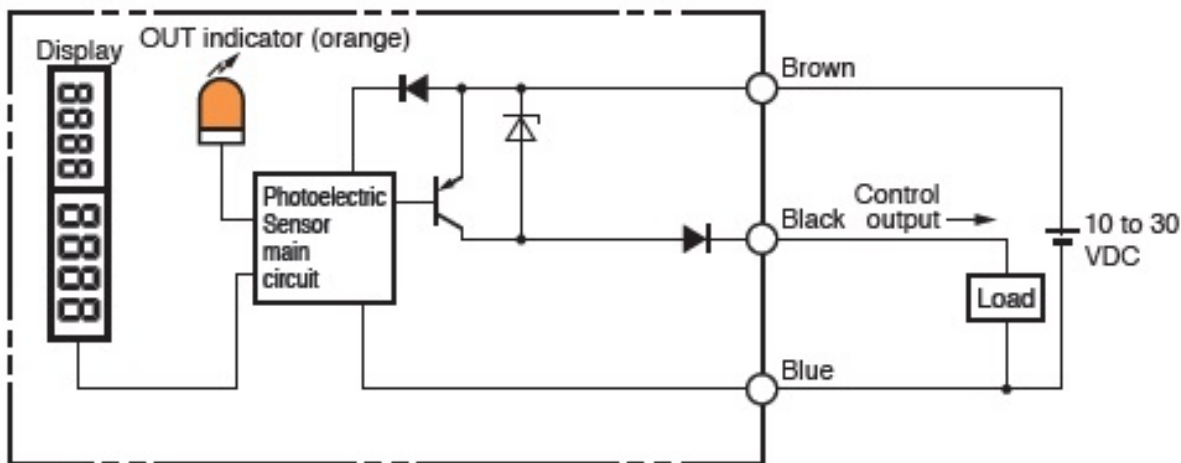 Display
OUT indicator (orange)
8888
8888
Photoelectric
Sensor
main
circuit
Brown
Black
Control
output
10 to 30
VDC
Load
Blue